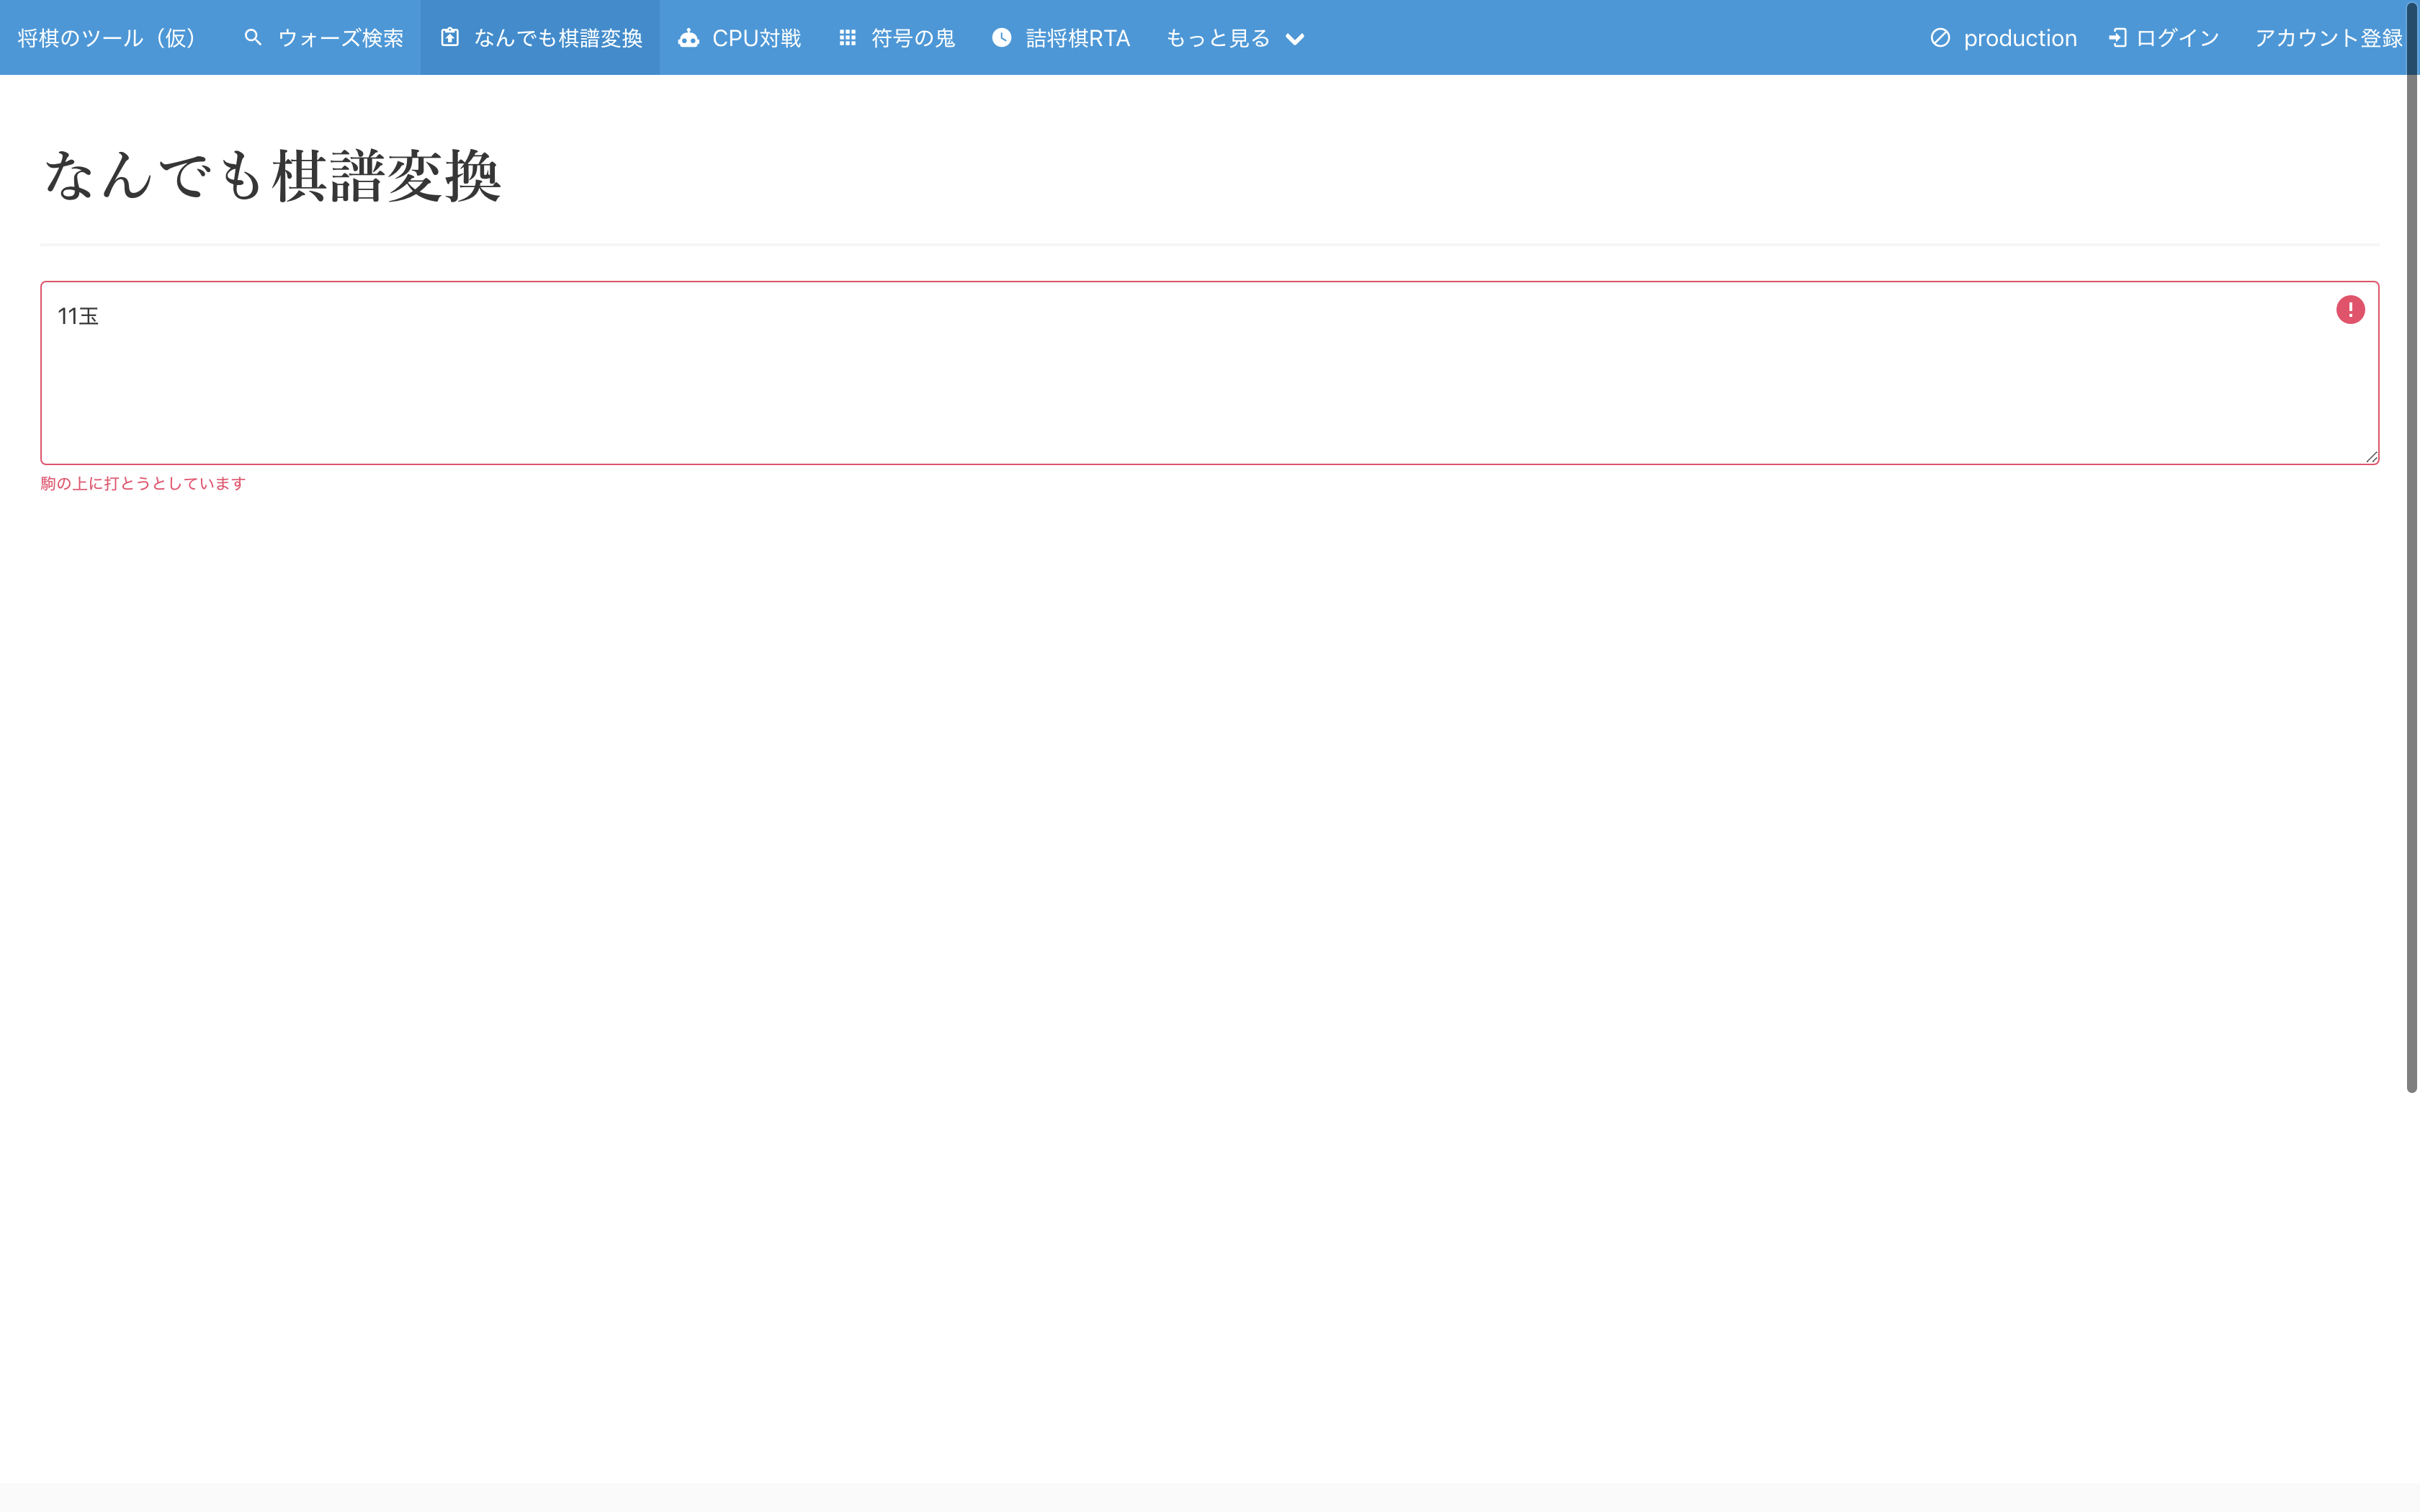 将棋のツール（仮） ウォーズ検索 なんでも棋譜変換 CPU対戦 符号の鬼 詰将棋RTA もっと見る production ログイン アカウント登録
なんでも棋譜変換
11玉
駒の上に打とうとしています